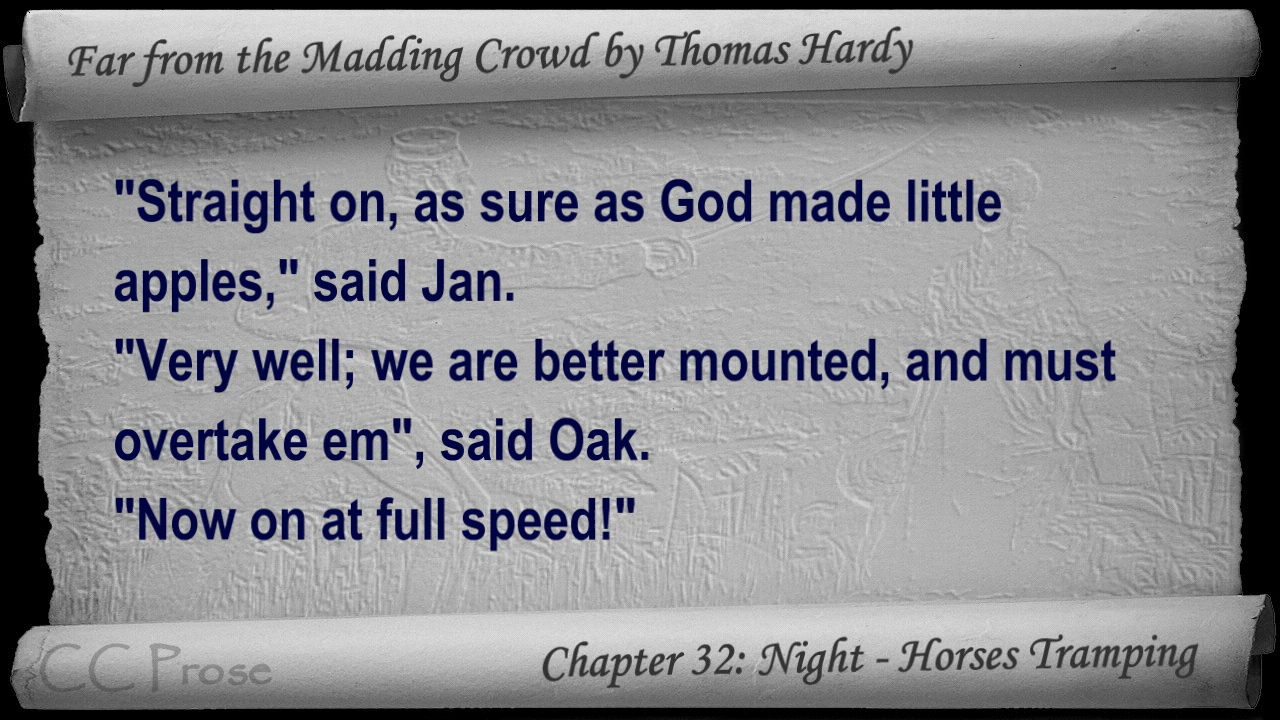 Far from the Madding Crowd by Thomas Hardy
"Straight on, as sure as God made little
apples," said Jan.
"Very well; we are better mounted, and must
overtake em", said Oak.
"Now on at full speed!"
CC Prose
Chapter 32: Night - Horses Tramping